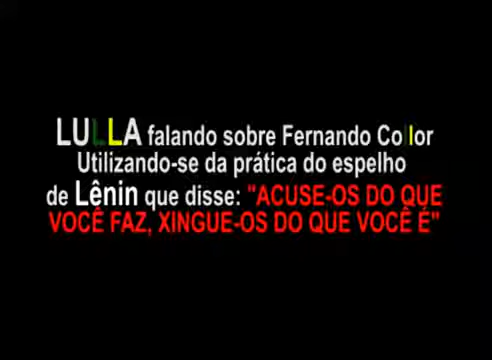 LULLA falando sobre Fernando Collor
Utilizando-se da prática do espelho
de Lênin que disse: "ACUSE-OS DO QUE
VOCÊ FAZ, XINGUE-OS DO QUE VOCÊ É"